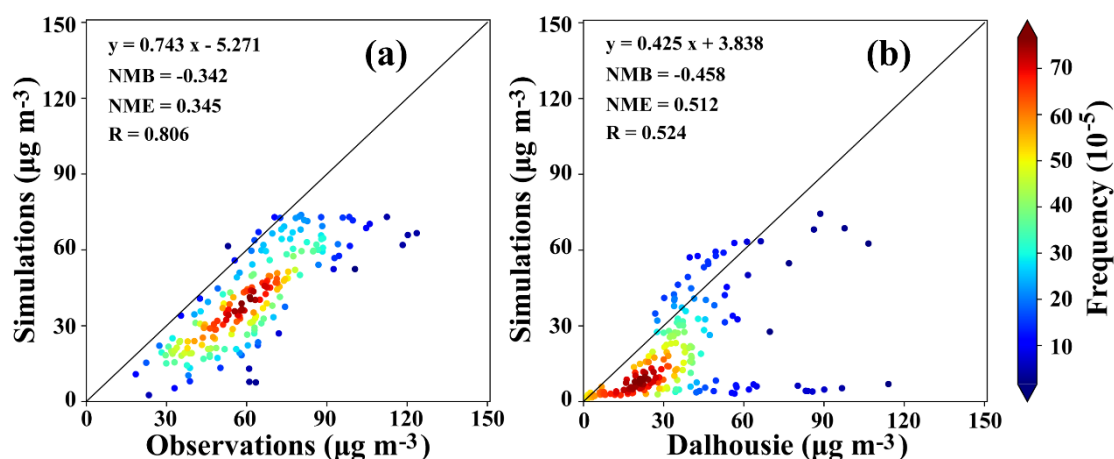 150
120
90
60
30
0
Simulations (μg m-3)
y = 0.743 x - 5.271
NMB = -0.342
NME = 0.345
R = 0.806
(a)
0 30 60 90 120 150
Observations (μg m-3)
150
120
90
60
30
0
Simulations (μg m-3)
y = 0.425 x + 3.838
NMB = -0.458
NME = 0.512
R = 0.524
(b)
0 30 60 90 120 150
Dalhousie (μg m-3)
70
60
50
40
30
20
10
Frequency (10-5)